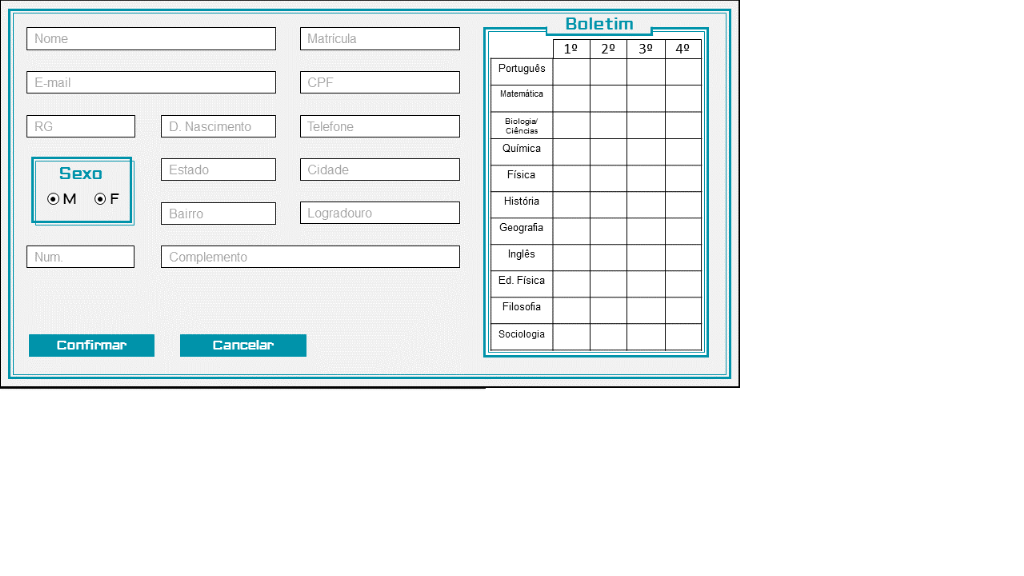 Nome
Matrícula
E-mail
CPF
RG
D. Nascimento
Telefone
Sexo
M F
Estado
Cidade
Bairro
Logradouro
Num.
Complemento
Confirmar
Cancelar
Boletim
1º 2º 3º 4º
Português
Matemática
Biologia/
Ciências
Química
Física
História
Geografia
Inglês
Ed. Física
Filosofia
Sociologia